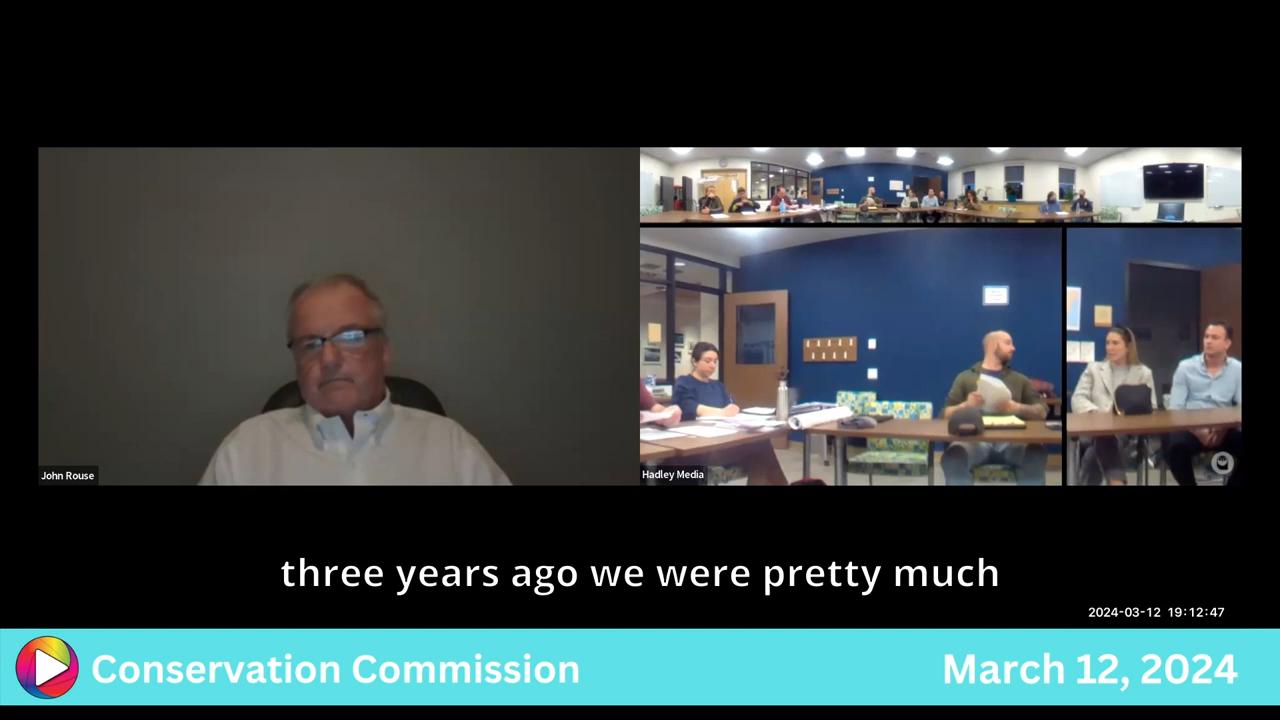 John Rouse
Hadley Media
three years ago we were pretty much
2024-03-12 19:12:47
Conservation Commission
March 12, 2024